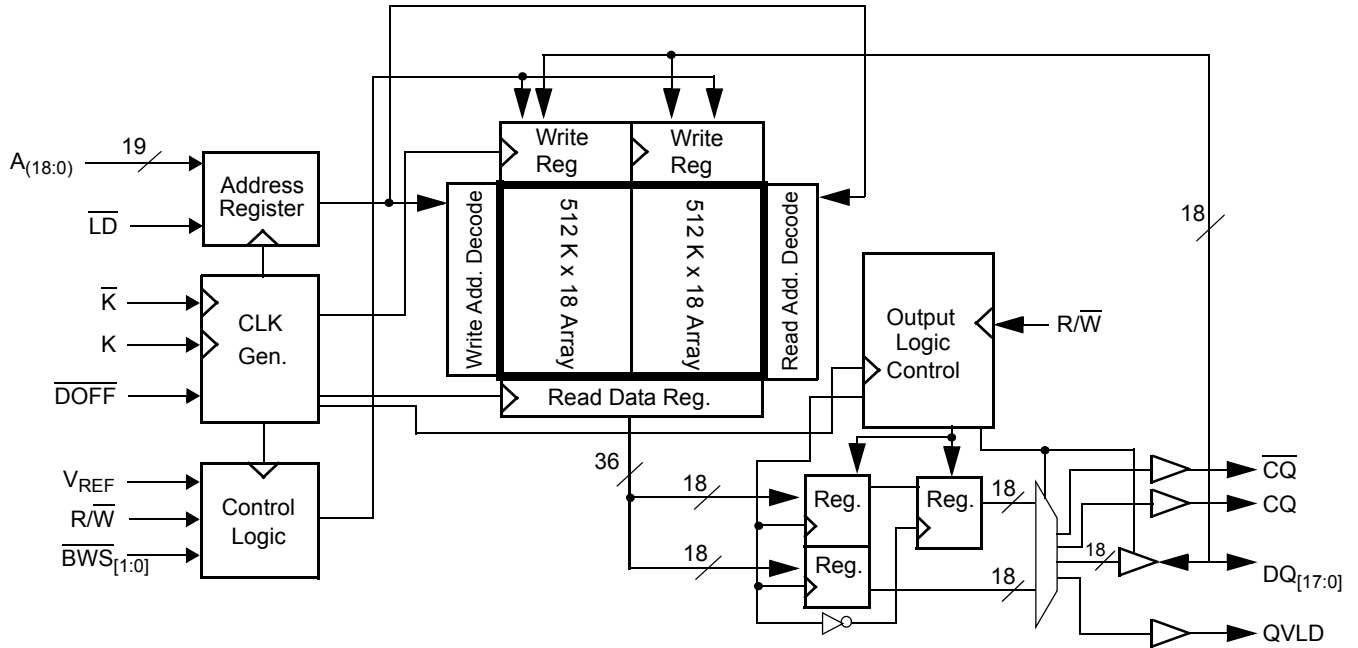 A(18:0)
19
LD
Address
Register
K
K
DOFF
CLK
Gen.
VREF
R/W
BWS[1:0]
Control
Logic
Write
Reg
Write
Reg
Write Add. Decode
512 K x 18 Array
512 K x 18 Array
Read Add. Decode
Read Data Reg.
36
18
18
Output
Logic
Control
R/W
Reg.
Reg.
Reg.
18
18
18
18
CQ
CQ
DQ[17:0]
QVLD